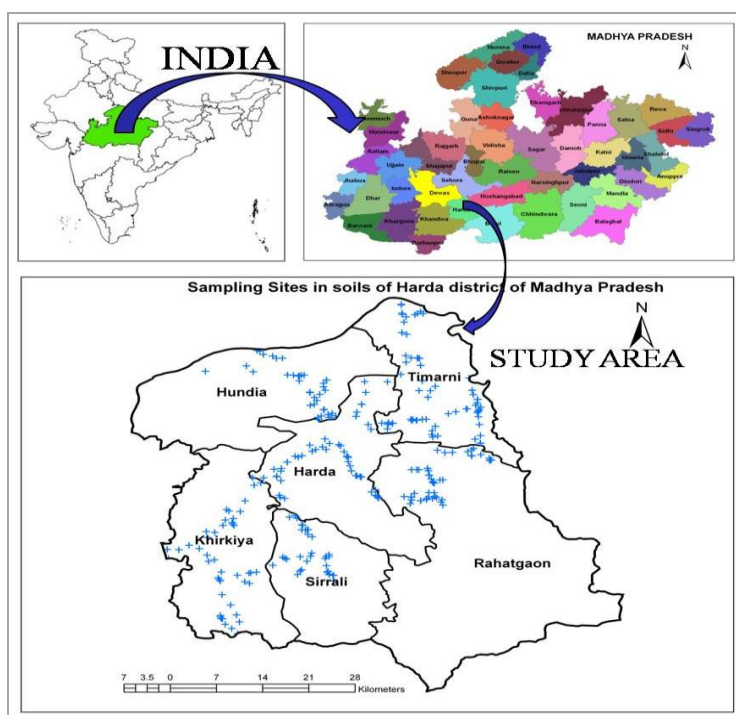 INDIA
MADHYA PRADESH
N
Morena
Bhind
Gwalior
Datia
Sheopur
Shivpuri
Tikamgarh
Chhatarpur
Neemuch
Mandsaur
Guna
Ashoknagar
Panna
Satna
Rewa
Sidhi
Singroli
Ratlam
Rajgarh
Vidisha
Sagar
Damoh
Katni
Umaria
Shahdol
Ujjain
Shajapur
Bhopal
Raisen
Jabalpur
Anuppur
Jhabua
Indore
Dewas
Sehore
Narsinghpur
Dindori
Mandla
Alirajpur
Dhar
Hoshangabad
Seoni
Barwani
Khargone
Khandwa
Chhindwara
Balaghat
Burhanpur
Sampling Sites in soils of Harda district of Madhya Pradesh
N
STUDY AREA
Timarni
Hundia
Harda
Khirkiya
Sirrali
Rahatgaon
7 3.5 0 7 14 21 28
Kilometers